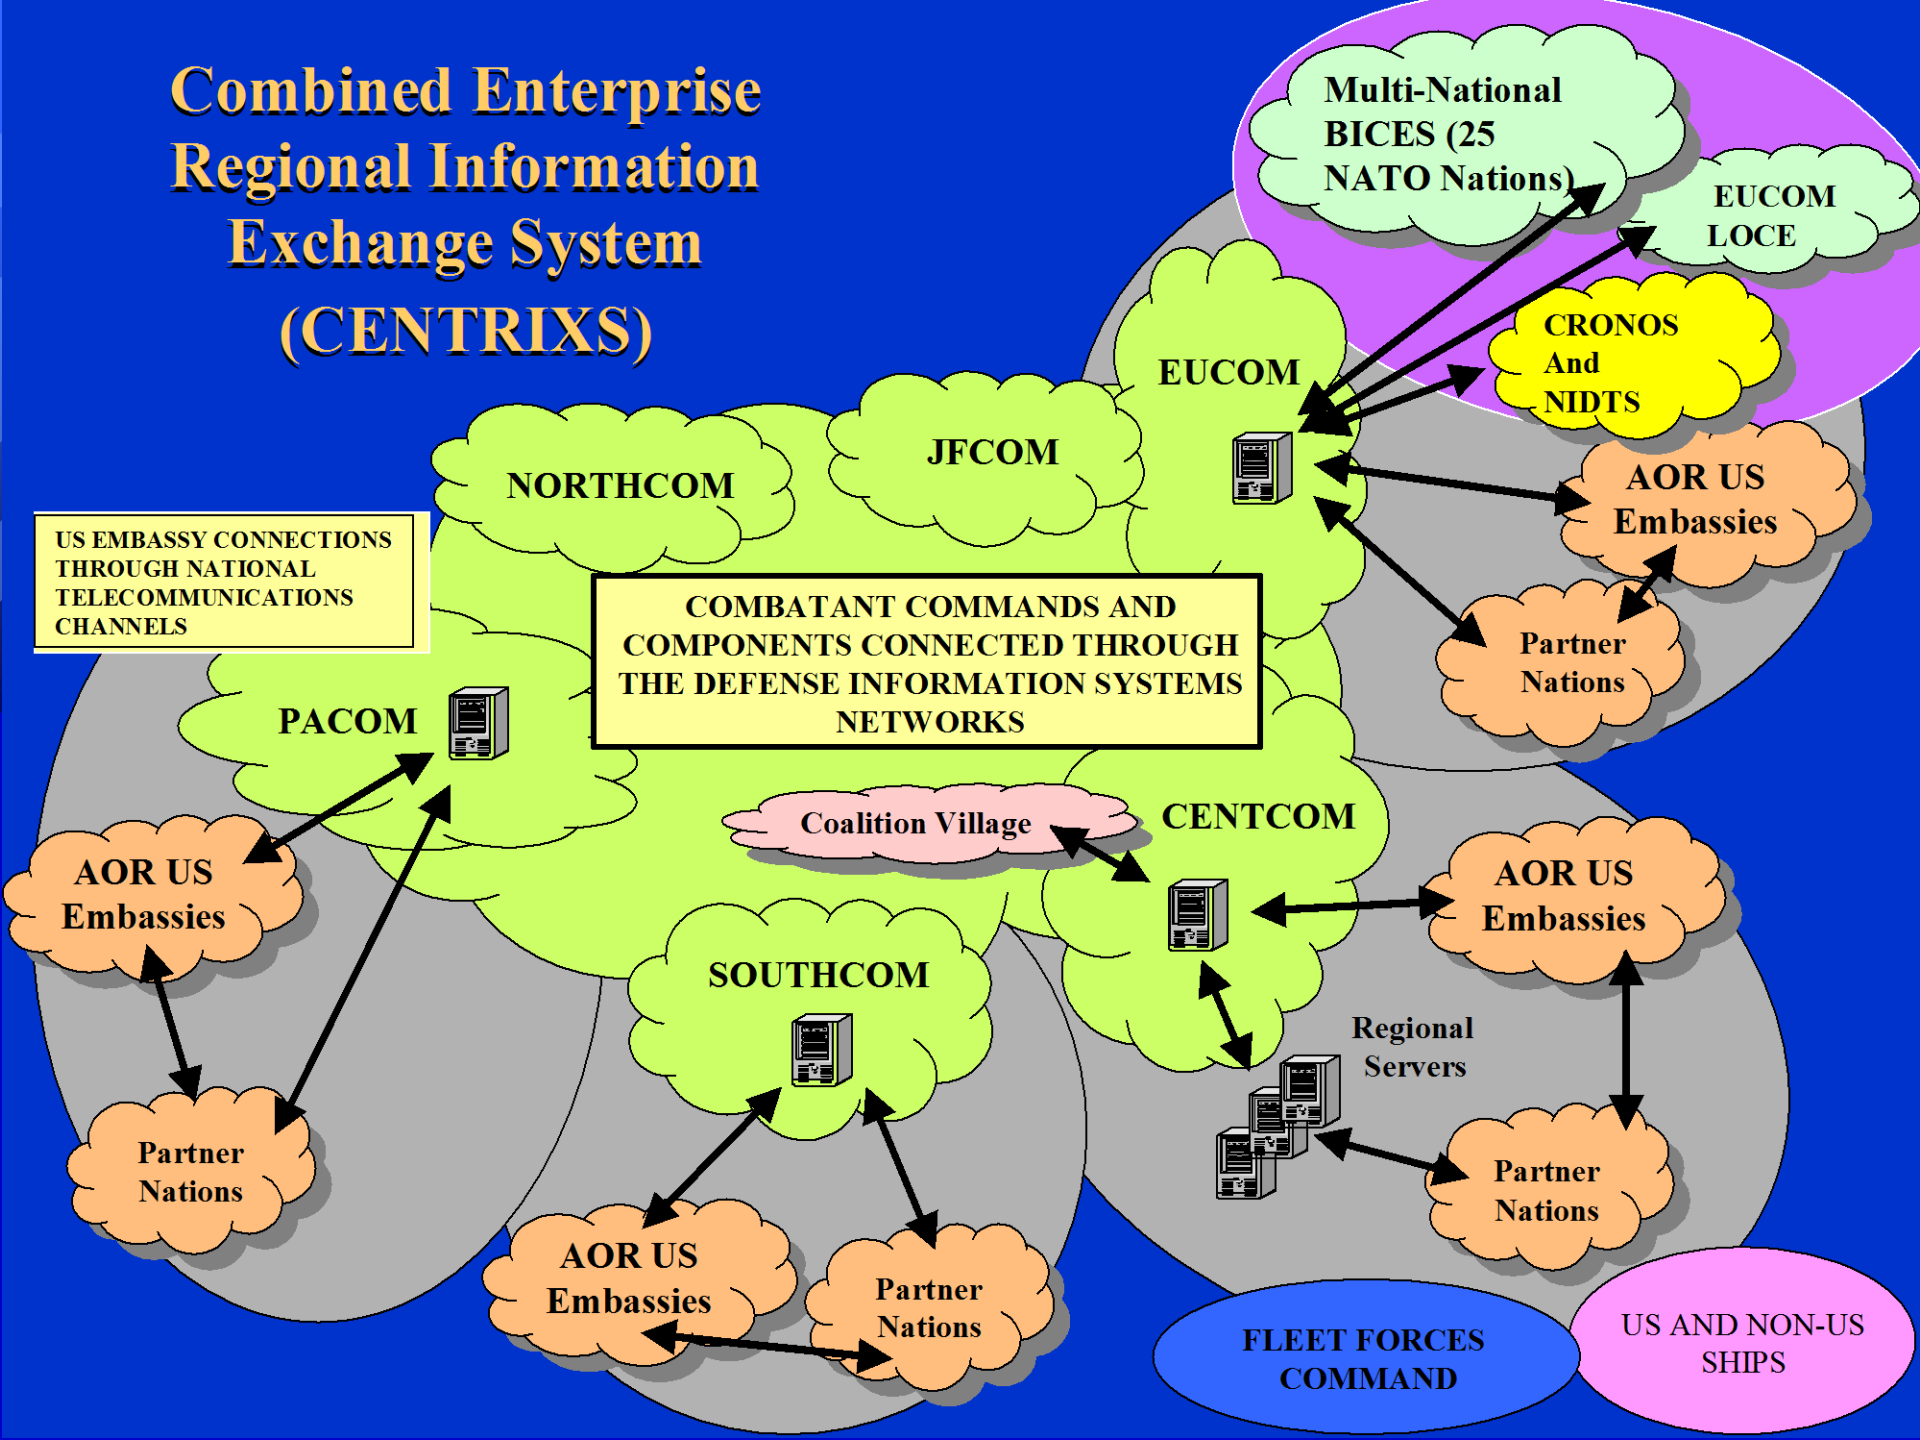 Combined Enterprise
Regional Information
Exchange System
(CENTRIXS)
Multi-National
BICES (25
NATO Nations)
EUCOM
LOCE
CRONOS
And
NIDTS
EUCOM
JFCOM
NORTHCOM
AOR US
Embassies
Partner
Nations
US EMBASSY CONNECTIONS
THROUGH NATIONAL
TELECOMMUNICATIONS
CHANNELS
COMBATANT COMMANDS AND
COMPONENTS CONNECTED THROUGH
THE DEFENSE INFORMATION SYSTEMS
NETWORKS
PACOM
Coalition Village
CENTCOM
AOR US
Embassies
AOR US
Embassies
SOUTHCOM
Regional
Servers
Partner
Nations
Partner
Nations
AOR US
Embassies
Partner
Nations
FLEET FORCES
COMMAND
US AND NON-US
SHIPS